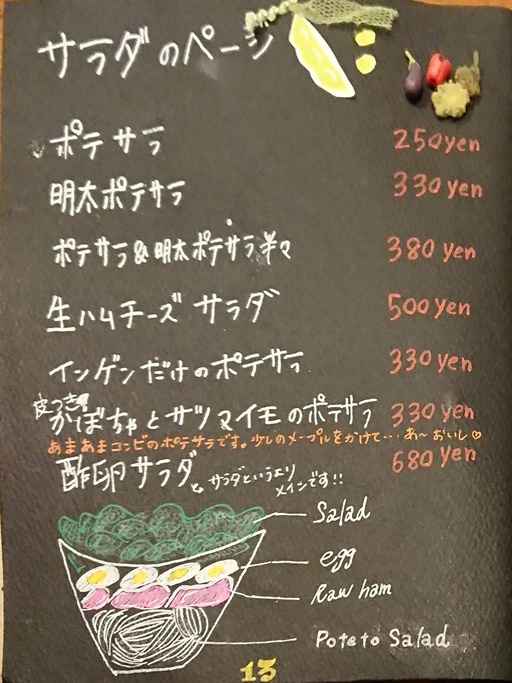 サラダのページ
ポテサラ 250yen
明太ポテサラ 330yen
ポテサラ&明太ポテサラ半々 380yen
生ハムチーズサラダ 500yen
インゲンだけのポテサラ 330yen
皮つき!
かぼちゃとサツマイモのポテサラ 330yen
あまあまコンビのポテサラです。少しのメープルをかけて…あ〜おいし♡
酢卵サラダ 680yen
サラダというより
メインです!!
Salad
egg
Raw ham
Poteto Salad
13